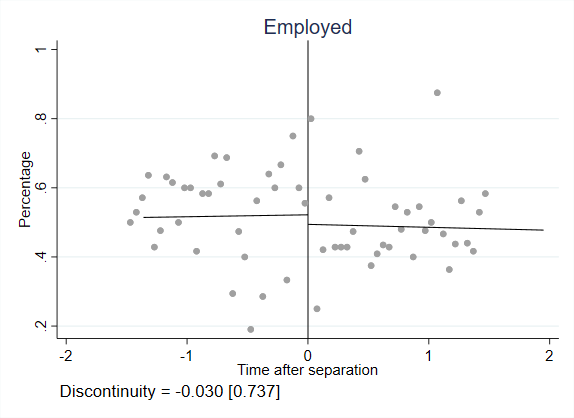 Employed
Percentage
1
.8
.6
.4
.2
-2 -1 0 1 2
Time after separation
Discontinuity = -0.030 [0.737]